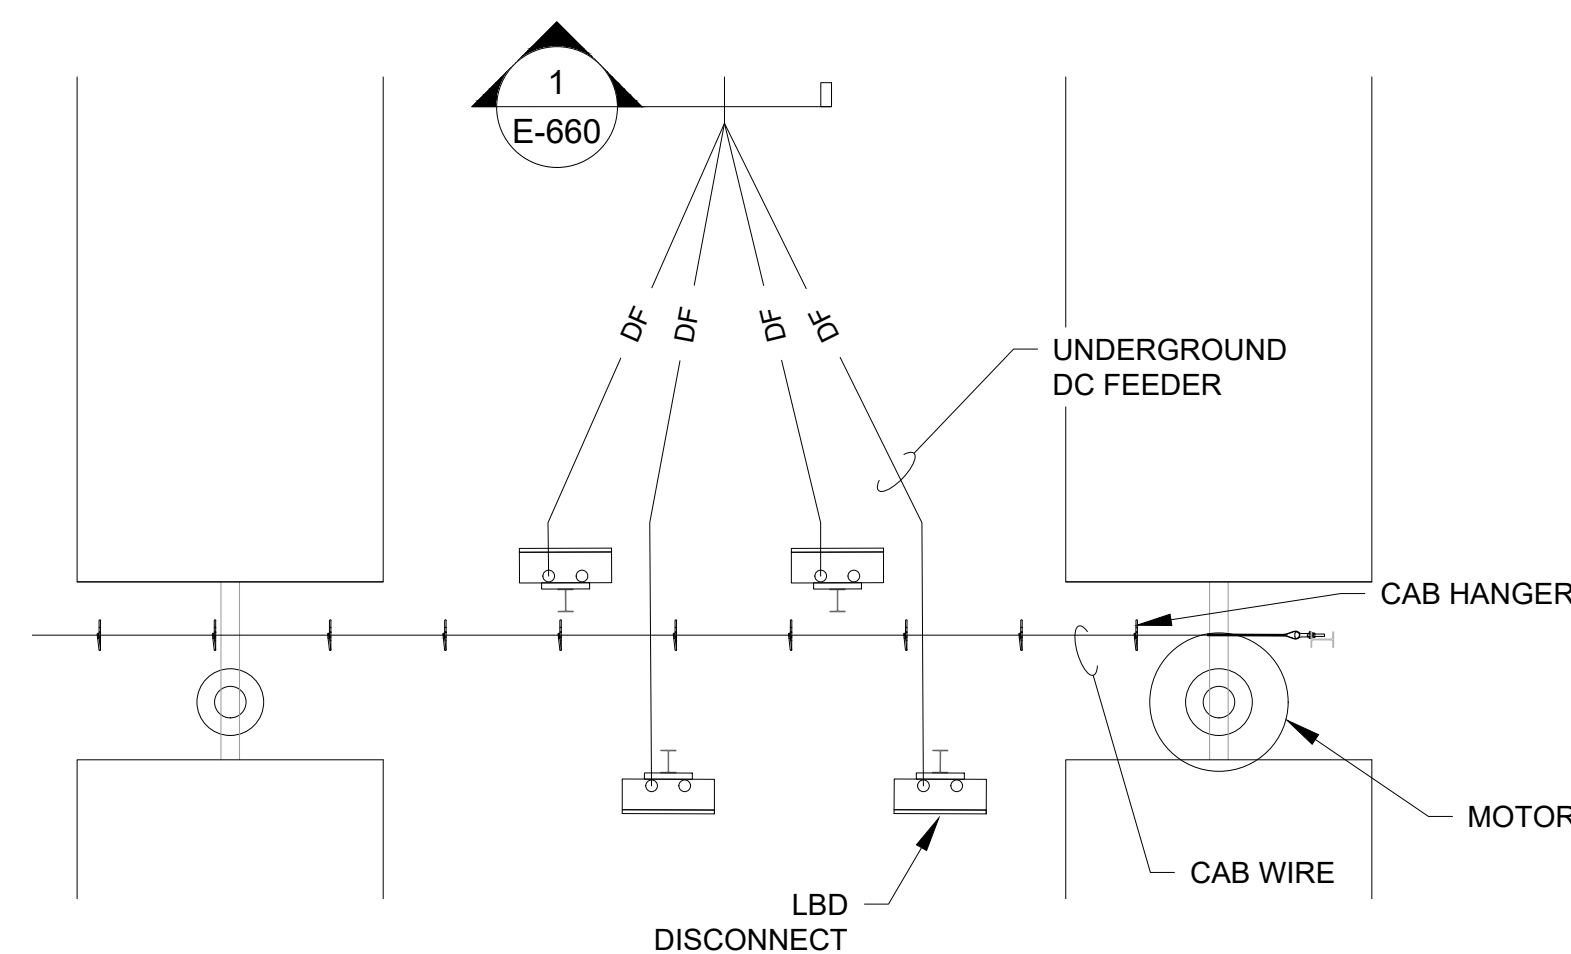 1
E-660
DF
DF
DF
DF
UNDERGROUND
DC FEEDER
CAB HANGER
MOTOR
CAB WIRE
LBD
DISCONNECT